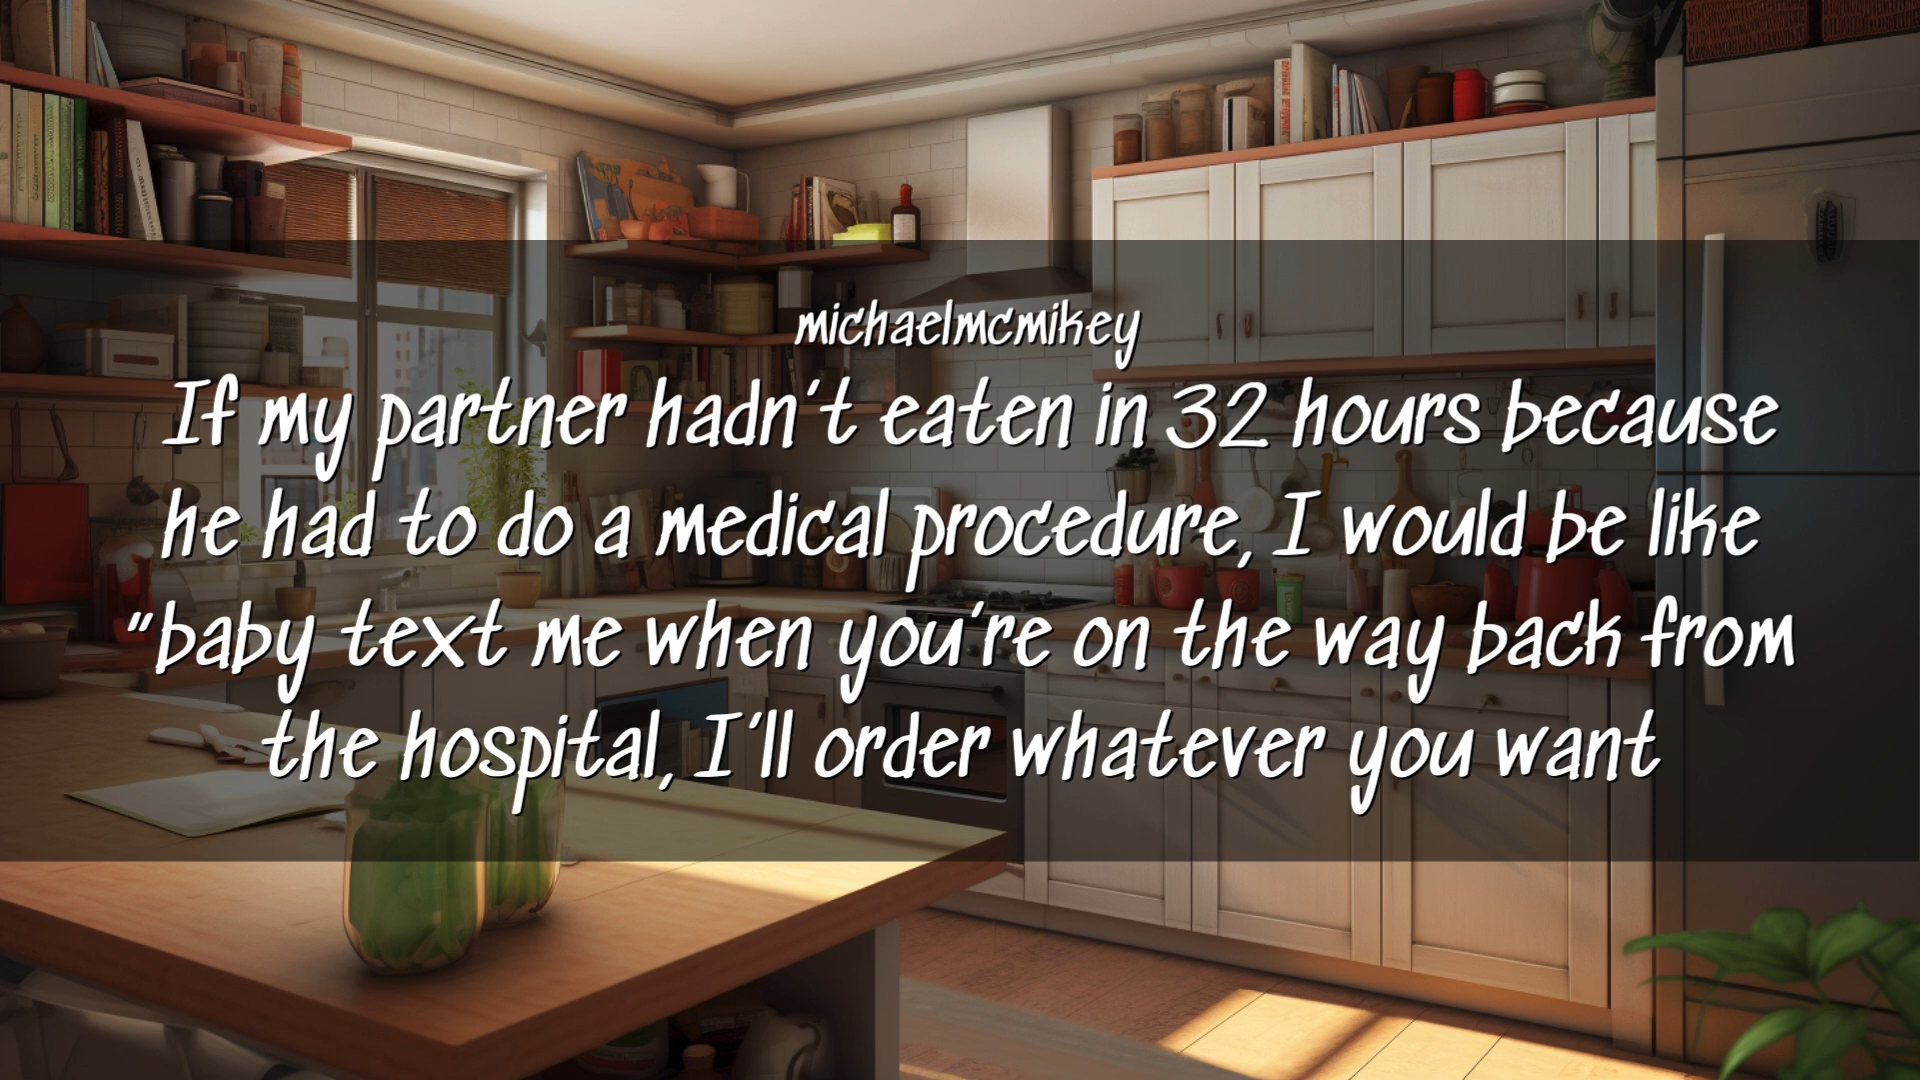 michaelmcmikey
If my partner hadn't eaten in 32 hours because
he had to do a medical procedure, I would be like
"baby text me when you're on the way back from
the hospital, I'll order whatever you want